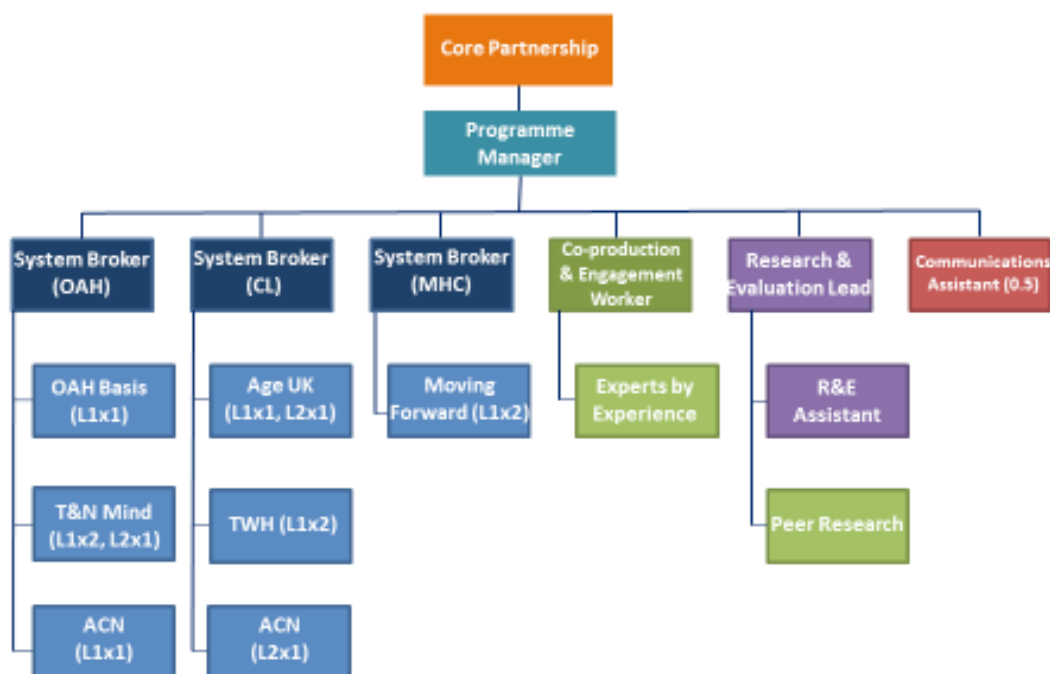 Core Partnership
Programme
Manager
System Broker
(OAH)
System Broker
(CL)
System Broker
(MHC)
Co-production
& Engagement
Worker
Research &
Evaluation Lead
Communications
Assistant (0.5)
OAH Basis
(L1x1)
Age UK
(L1x1, L2x1)
Moving
Forward (L1x2)
Experts by
Experience
R&E
Assistant
T&N Mind
(L1x2, L2x1)
TWH (L1x2)
Peer Research
ACN
(L1x1)
ACN
(L2x1)